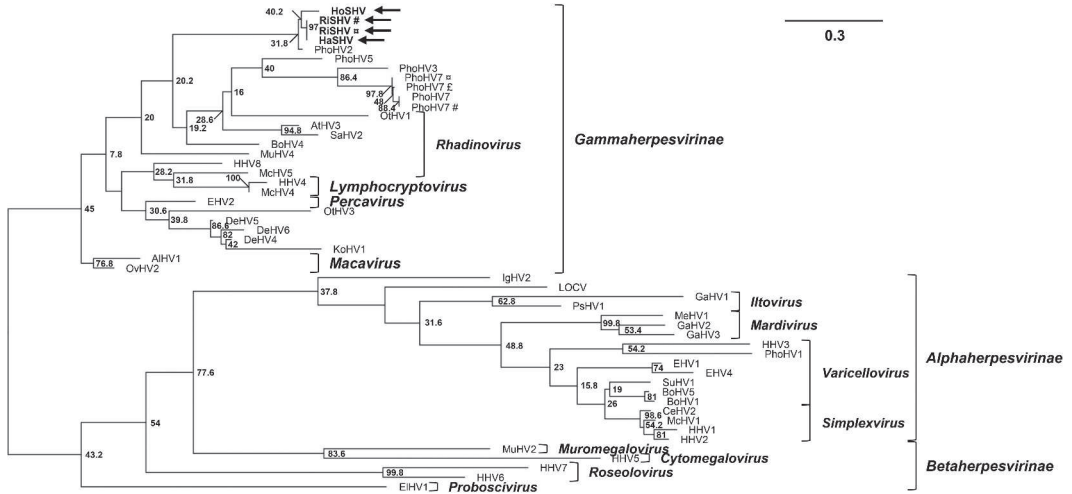 40.2
HoSHV
RiSHV #
97
RiSHV ¤
31.8
HaSHV
PhoHV2
0.3
PhoHV5
40
PhoHV3
20.2
86.4
PhoHV7 ¤
PhoHV7 £
16
97.8
48
PhoHV7
88.4
PhoHV7 #
20
28.6
OtHV1
19.2
AtHV3
94.8
SaHV2
BoHV4
Rhadinovirus
Gammaherpesvirinae
7.8
MuHV4
HHV8
28.2
McHV5
31.8
100
HHV4
Lymphocryptovirus
McHV4
EHV2
Percavirus
45
30.6
OtHV3
39.8
DeHV5
86.6
DeHV6
82
DeHV4
42
KoHV1
AlHV1
Macavirus
76.8
OvHV2
IgHV2
37.8
LOCV
GaHV1
Iltovirus
62.8
PsHV1
31.6
MeHV1
99.8
GaHV2
Mardivirus
53.4
GaHV3
48.8
HHV3
54.2
PhoHV1
Alphaherpesvirinae
23
EHV1
74
EHV4
77.6
15.8
Varicellovirus
SuHV1
19
BoHV5
81
26
BoHV1
CeHV2
98.6
McHV1
54
54.2
HHV1
Simplexvirus
81
HHV2
MuHV2
Muromegalovirus
43.2
83.6
HV5
Cytomegalovirus
HHV7
Roseolovirus
99.8
HHV6
Betaherpesvirinae
ElHV1
Proboscivirus